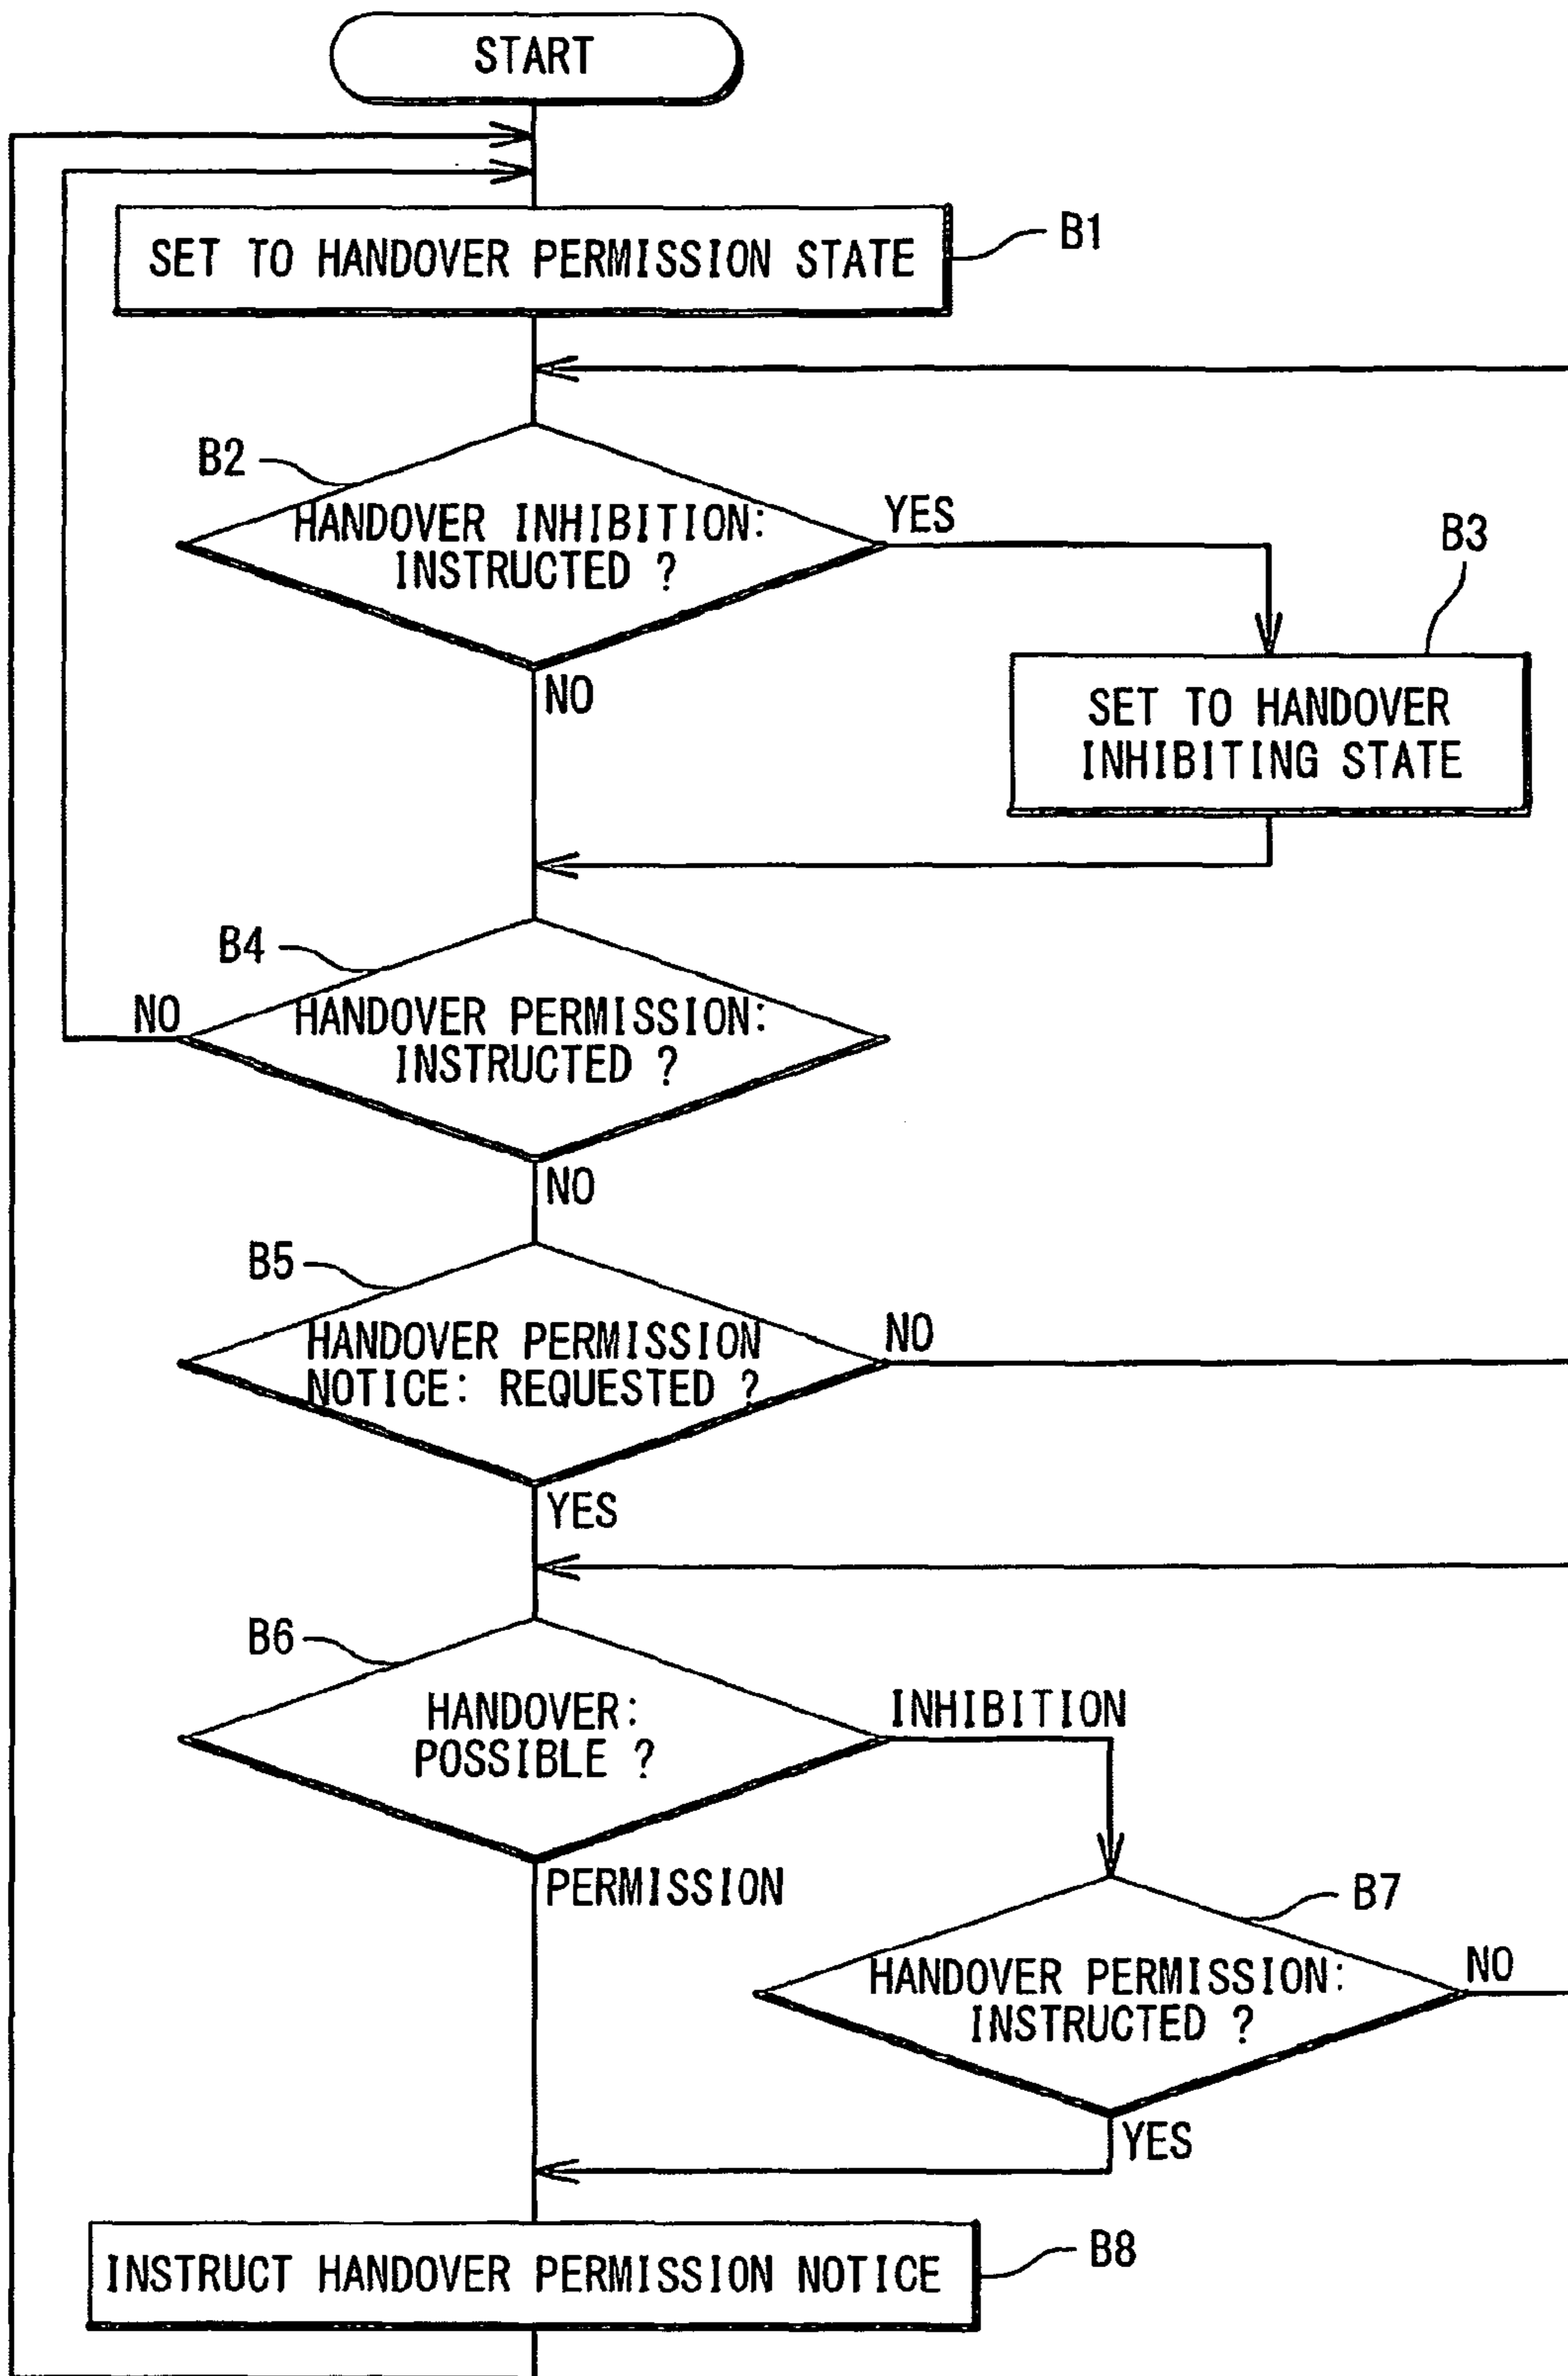 START
SET TO HANDOVER PERMISSION STATE
B1
B2
HANDOVER INHIBITION:
INSTRUCTED ?
YES
NO
B3
SET TO HANDOVER
INHIBITING STATE
B4
HANDOVER PERMISSION:
INSTRUCTED ?
NO
NO
B5
HANDOVER PERMISSION
NOTICE: REQUESTED ?
NO
YES
B6
HANDOVER:
POSSIBLE ?
INHIBITION
PERMISSION
B7
HANDOVER PERMISSION:
INSTRUCTED ?
NO
YES
INSTRUCT HANDOVER PERMISSION NOTICE
B8